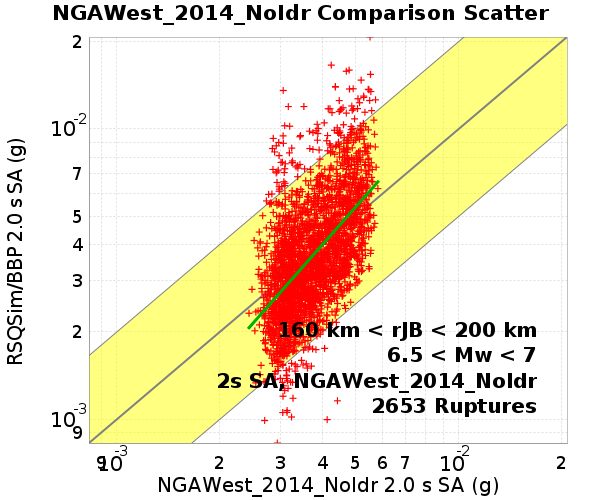 NGAWest_2014_NoIdr Comparison Scatter
RSQSim/BBP 2.0 s SA (g)
2
10-2
7
5
4
3
2
10-3
9
160 km < rJB < 200 km
6.5 < Mw < 7
2s SA, NGAWest_2014_NoIdr
2653 Ruptures
9 10-3 2 3 4 5 6 7 10-2 2
NGAWest_2014_NoIdr 2.0 s SA (g)